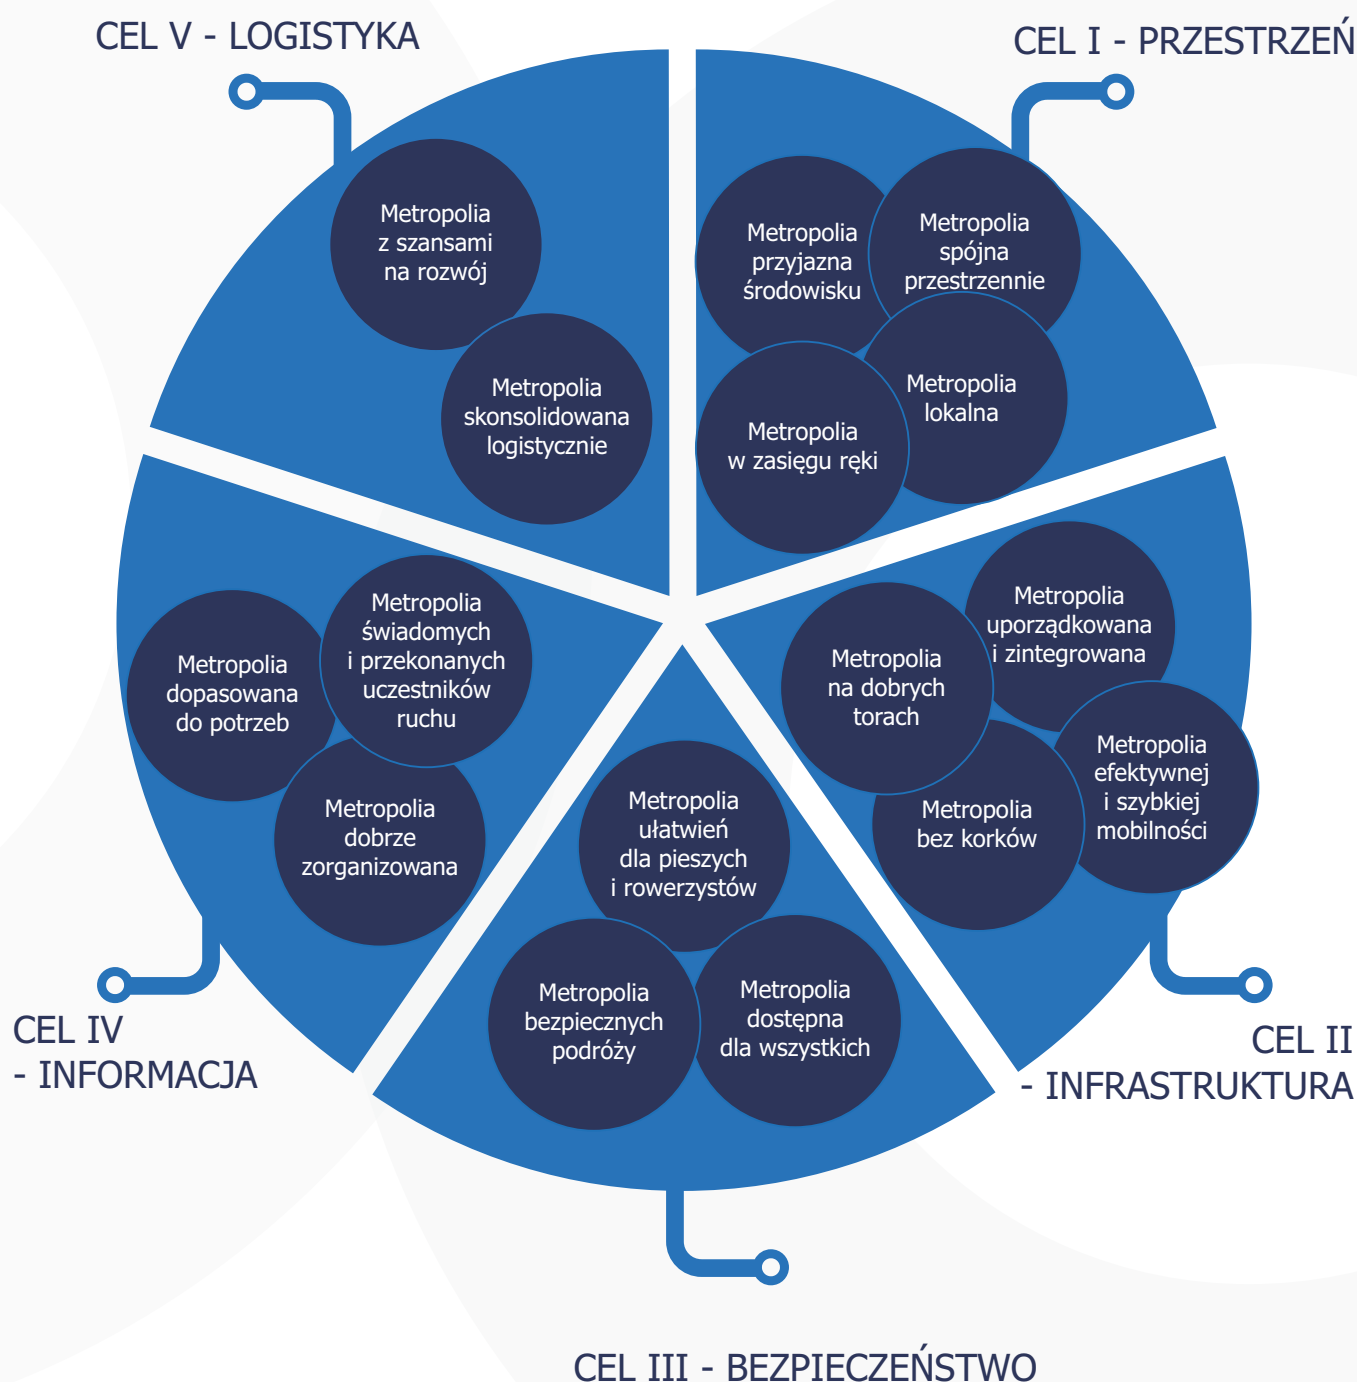 CEL V - LOGISTYKA
Metropolia
z szansami
na rozwój
Metropolia
skonsolidowana
logistycznie
CEL I - PRZESTRZEŃ
Metropolia
przyjazna
środowisku
Metropolia
spójna
przestrzennie
Metropolia
lokalna
Metropolia
w zasięgu ręki
Metropolia
uporządkowana
i zintegrowana
Metropolia
na dobrych
torach
Metropolia
efektywnej
i szybkiej
mobilności
Metropolia
bez korków
CEL II
- INFRASTRUKTURA
Metropolia
ułatwień
dla pieszych
i rowerzystów
Metropolia
bezpiecznych
podróży
Metropolia
dostępna
dla wszystkich
CEL III - BEZPIECZEŃSTWO
Metropolia
świadomych
i przekonanych
uczestników
ruchu
Metropolia
dopasowana
do potrzeb
Metropolia
dobrze
zorganizowana
CEL IV
- INFORMACJA